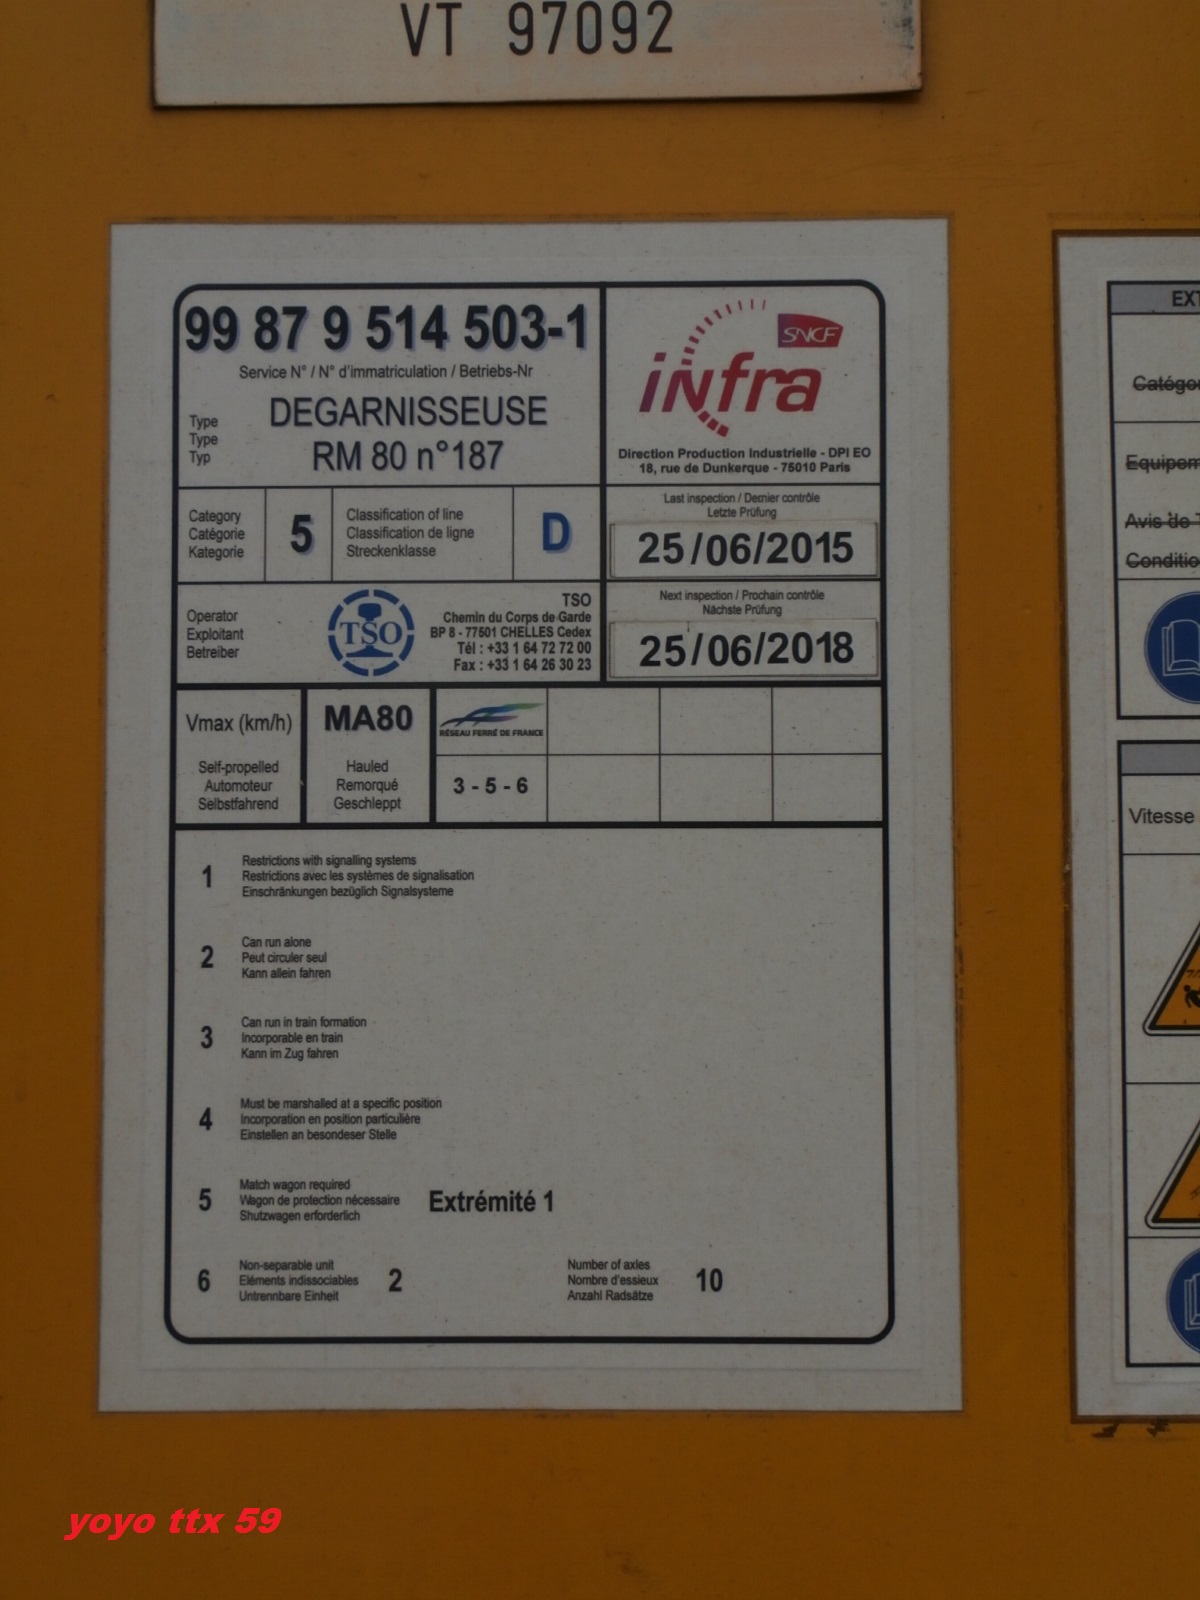 VT 97092
99 87 9 514 503-1
Service N° / N° d'immatriculation / Betriebs-Nr
Type
Type
Typ
DEGARNISSEUSE
RM 80 n°187
SNCF
infra
Direction Production Industrielle - DPI EO
18, rue de Dunkerque - 75010 Paris
Category
Catégorie
Kategorie
5
Classification of line
Classification de ligne
Streckenklasse
D
Last inspection / Dernier contrôle
Letzte Prüfung
25/06/2015
Operator
Exploitant
Betreiber
TSO
TSO
Chemin du Corps de Garde
BP 8 - 77501 CHELLES Cedex
Tél : +33 1 64 72 72 00
Fax : +33 1 64 26 30 23
Next inspection / Prochain contrôle
Nächste Prüfung
25/06/2018
Vmax (km/h)
Self-propelled
Automoteur
Selbstfahrend
MA80
Hauled
Remorqué
Geschleppt
RÉSEAU FERRÉ DE FRANCE
3 - 5 - 6
1
Restrictions with signalling systems
Restrictions avec les systèmes de signalisation
Einschränkungen bezüglich Signalsysteme
2
Can run alone
Peut circuler seul
Kann allein fahren
3
Can run in train formation
Incorporable en train
Kann im Zug fahren
4
Must be marshalled at a specific position
Incorporation en position particulière
Einstellen an besondeser Stelle
5
Match wagon required
Wagon de protection nécessaire
Shutzwagen erforderlich
Extrémité 1
6
Non-separable unit
Eléments indissociables
Untrennbare Einheit
2
Number of axles
Nombre d'essieux
Anzahl Radsätze
10
EXT
Catégor
Equipem
Avis de T
Conditio
Vitesse
yoyo ttx 59